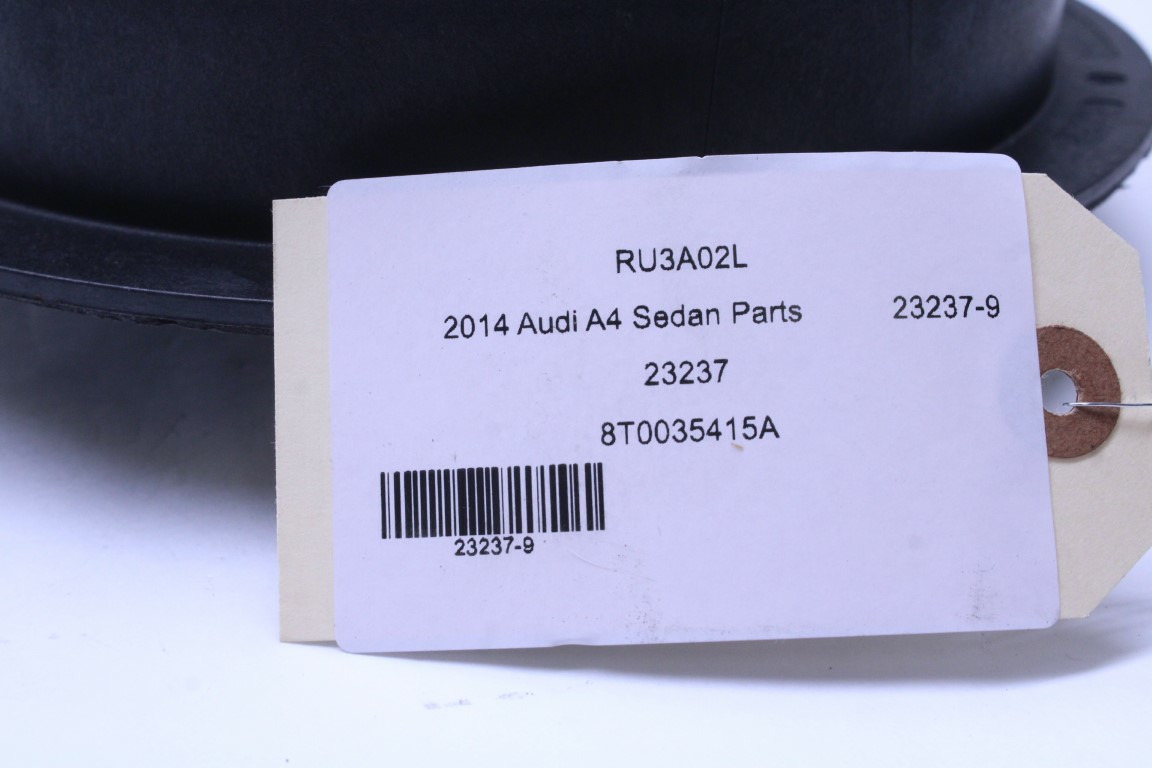 RU3A02L
2014 Audi A4 Sedan Parts 23237-9
23237
8T0035415A
23237-9